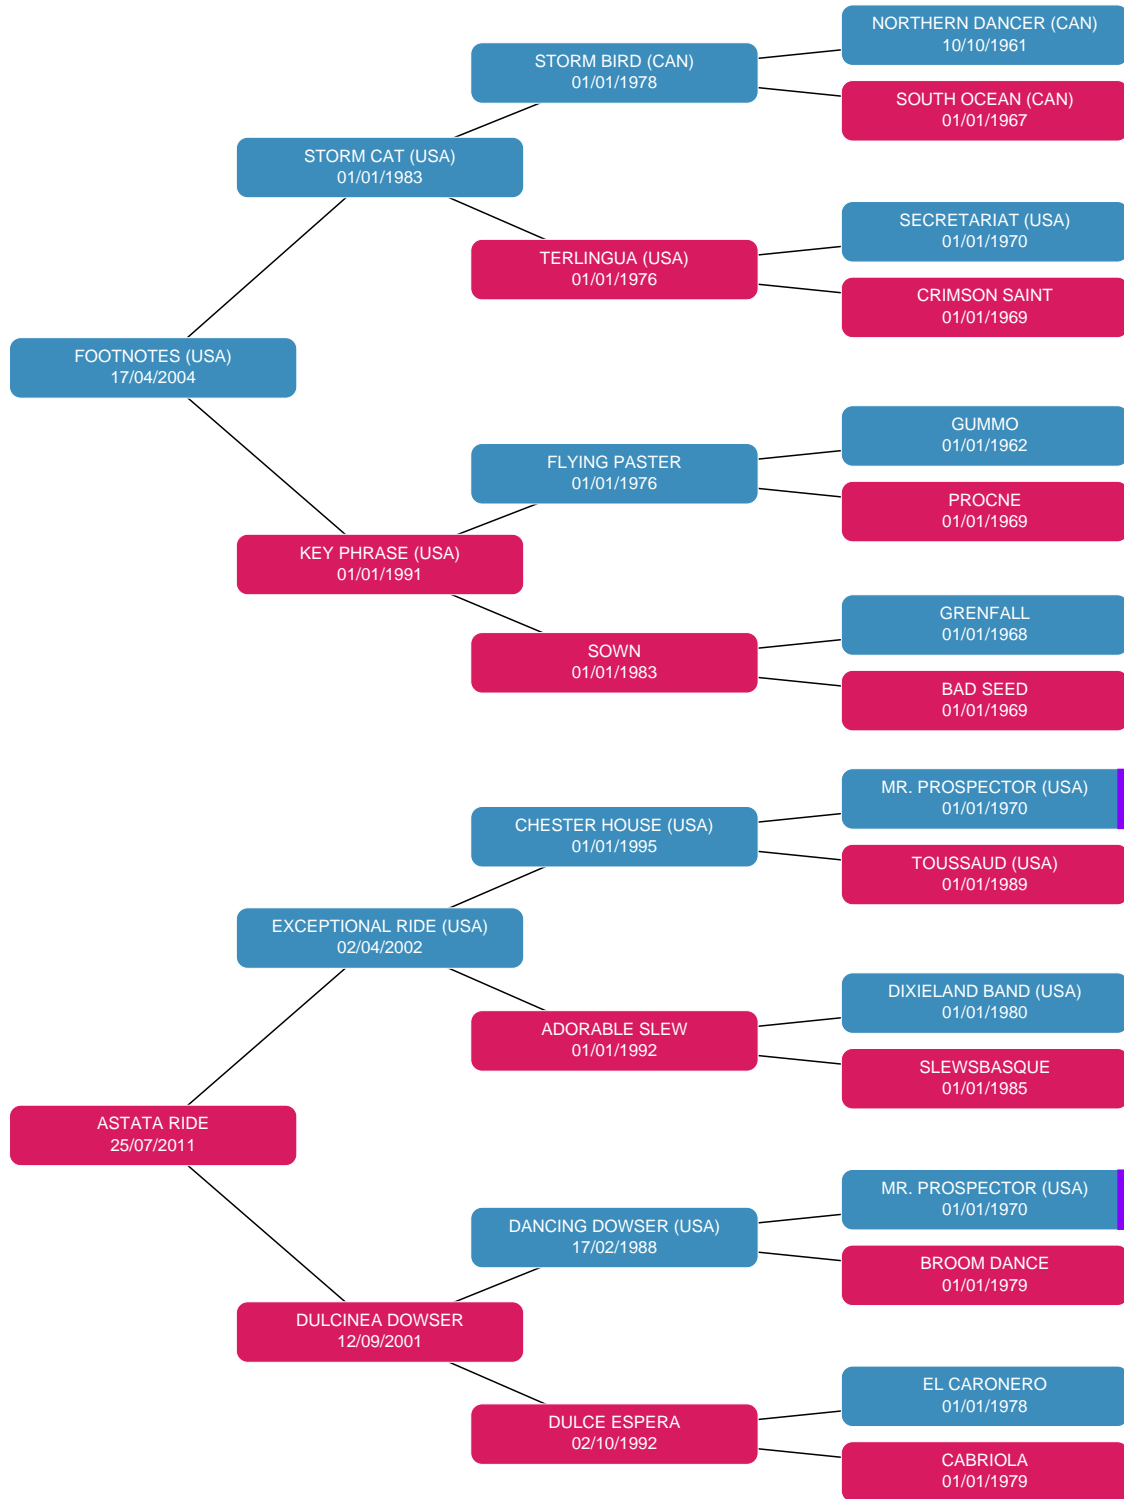 NORTHERN DANCER (CAN)
10/10/1961
STORM BIRD (CAN)
01/01/1978
SOUTH OCEAN (CAN)
01/01/1967
STORM CAT (USA)
01/01/1983
SECRETARIAT (USA)
01/01/1970
TERLINGUA (USA)
01/01/1976
CRIMSON SAINT
01/01/1969
FOOTNOTES (USA)
17/04/2004
GUMMO
01/01/1962
FLYING PASTER
01/01/1976
PROCNE
01/01/1969
KEY PHRASE (USA)
01/01/1991
GRENFALL
01/01/1968
SOWN
01/01/1983
BAD SEED
01/01/1969
MR. PROSPECTOR (USA)
01/01/1970
CHESTER HOUSE (USA)
01/01/1995
TOUSSAUD (USA)
01/01/1989
EXCEPTIONAL RIDE (USA)
02/04/2002
DIXIELAND BAND (USA)
01/01/1980
ADORABLE SLEW
01/01/1992
SLEWSBASQUE
01/01/1985
ASTATA RIDE
25/07/2011
MR. PROSPECTOR (USA)
01/01/1970
DANCING DOWSER (USA)
17/02/1988
BROOM DANCE
01/01/1979
DULCINEA DOWSER
12/09/2001
EL CARONERO
01/01/1978
DULCE ESPERA
02/10/1992
CABRIOLA
01/01/1979